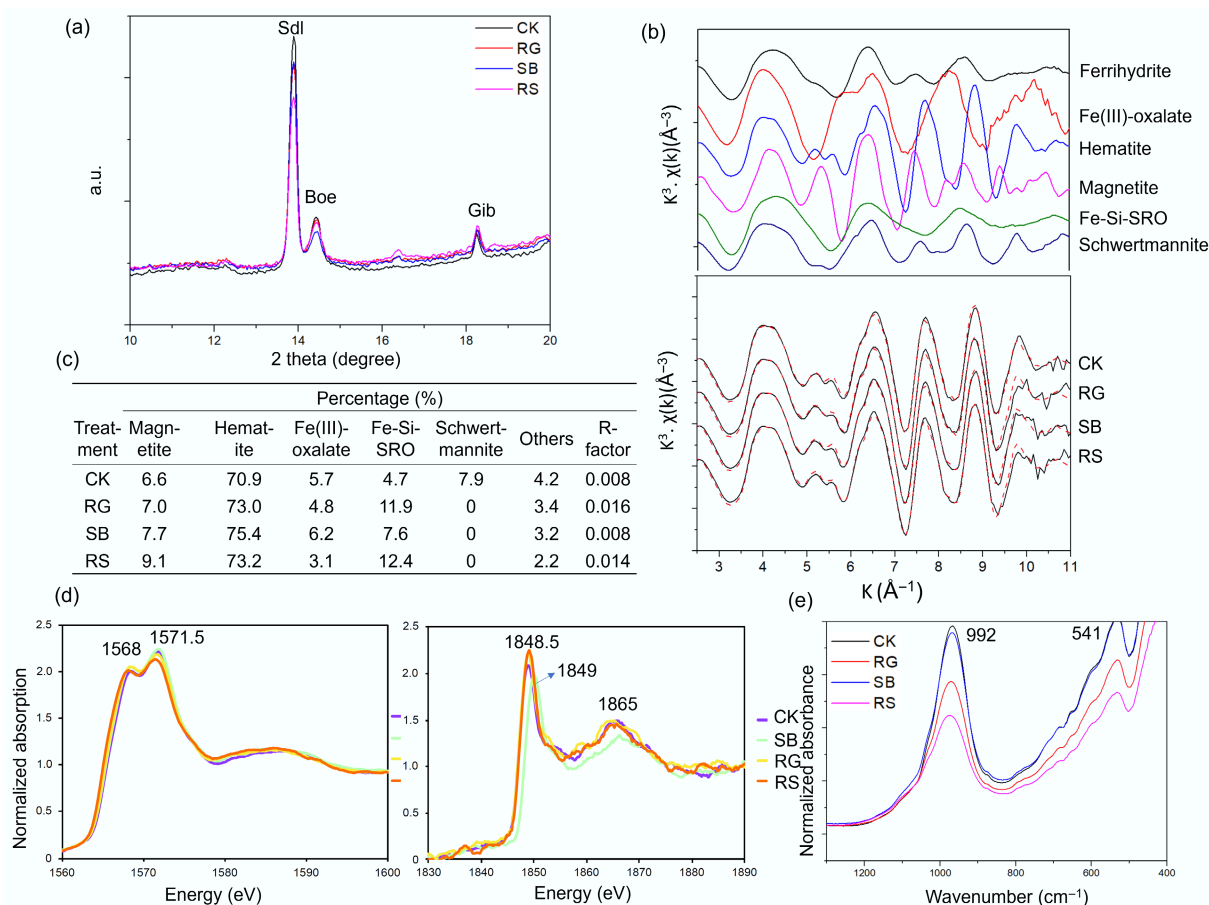 (a)
Sdl
CK
RG
SB
RS
Boe
Gib
a.u.
10 12 14 16 18 20
2 theta (degree)
(b)
K³. χ(k)(Å−3)
Ferrihydrite
Fe(III)-oxalate
Hematite
Magnetite
Fe-Si-SRO
Schwertmannite
K³. χ(k)(Å−3)
CK
RG
SB
RS
3 4 5 6 7 8 9 10 11
K (Å−1)
(c)
Percentage (%)
Treat- Magn- Hemat- Fe(III)- Fe-Si- Schwert- Others R-
ment etite ite oxalate SRO mannite factor
CK 6.6 70.9 5.7 4.7 7.9 4.2 0.008
RG 7.0 73.0 4.8 11.9 0 3.4 0.016
SB 7.7 75.4 6.2 7.6 0 3.2 0.008
RS 9.1 73.2 3.1 12.4 0 2.2 0.014
(d)
2.5
2.0
1.5
1.0
0.5
0
Normalized absorption
1568
1571.5
1560 1570 1580 1590 1600
Energy (eV)
2.5
2.0
1.5
1.0
0.5
0
1848.5
1849
1865
CK
SB
RG
RS
1830 1840 1850 1860 1870 1880 1890
Energy (eV)
(e)
CK
RG
SB
RS
992
541
Normalized absorbance
1200 1000 800 600 400
Wavenumber (cm−1)